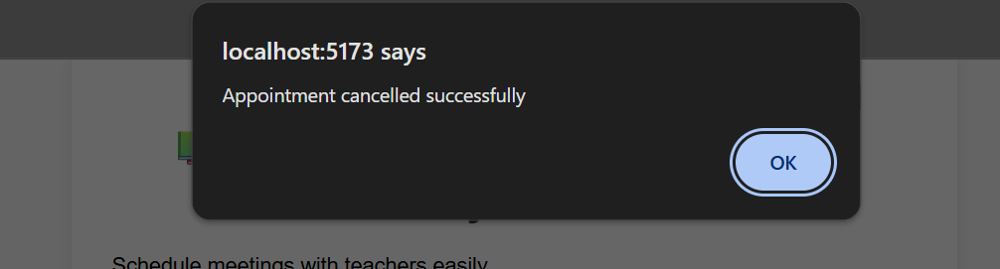 localhost:5173 says
Appointment cancelled successfully
OK
Schedule meetings with teachers easily